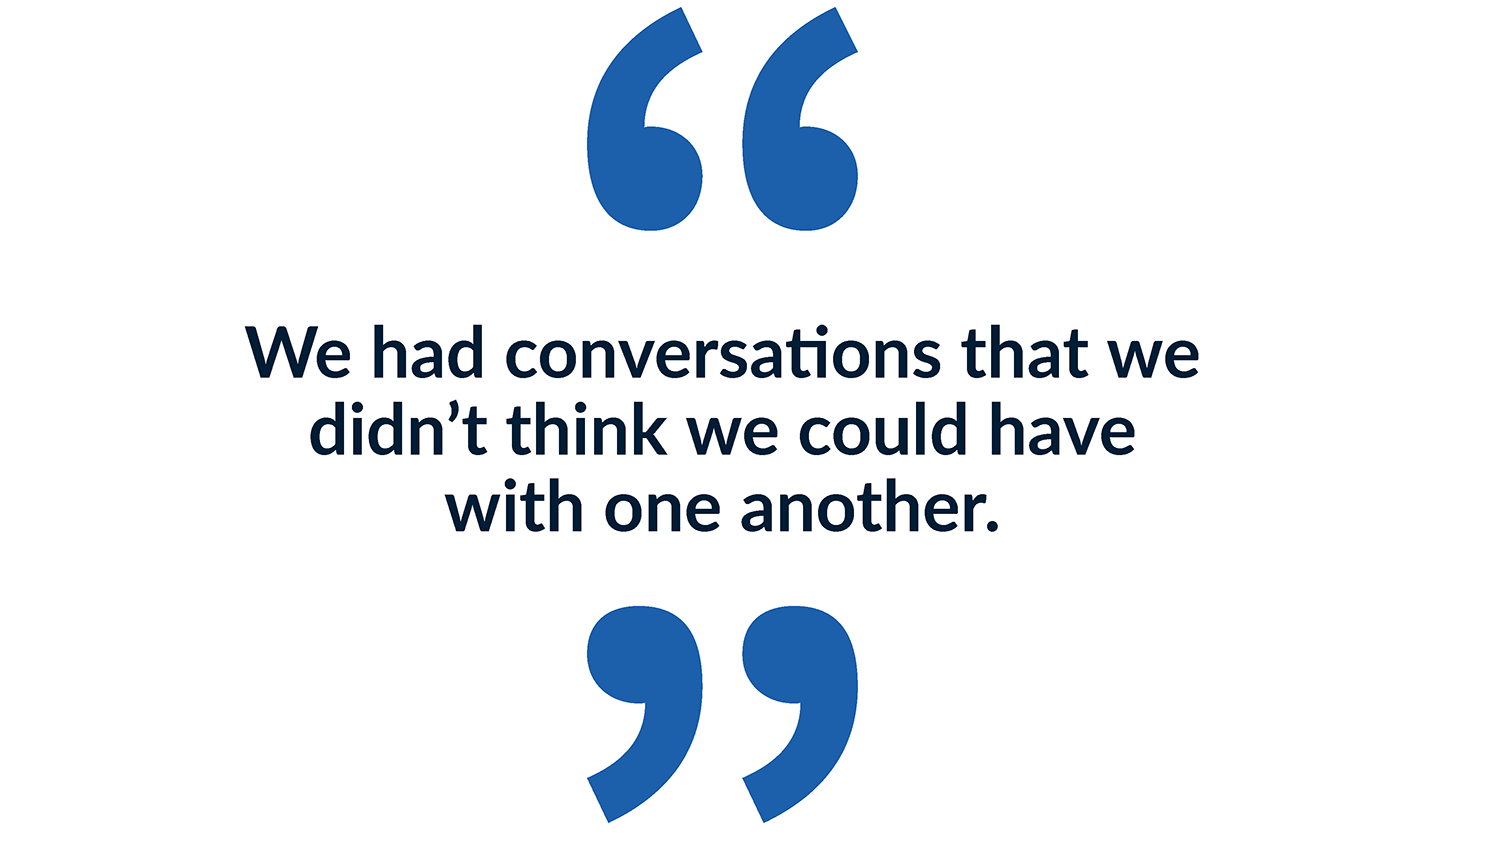 “
We had conversations that we
didn’t think we could have
with one another.
”